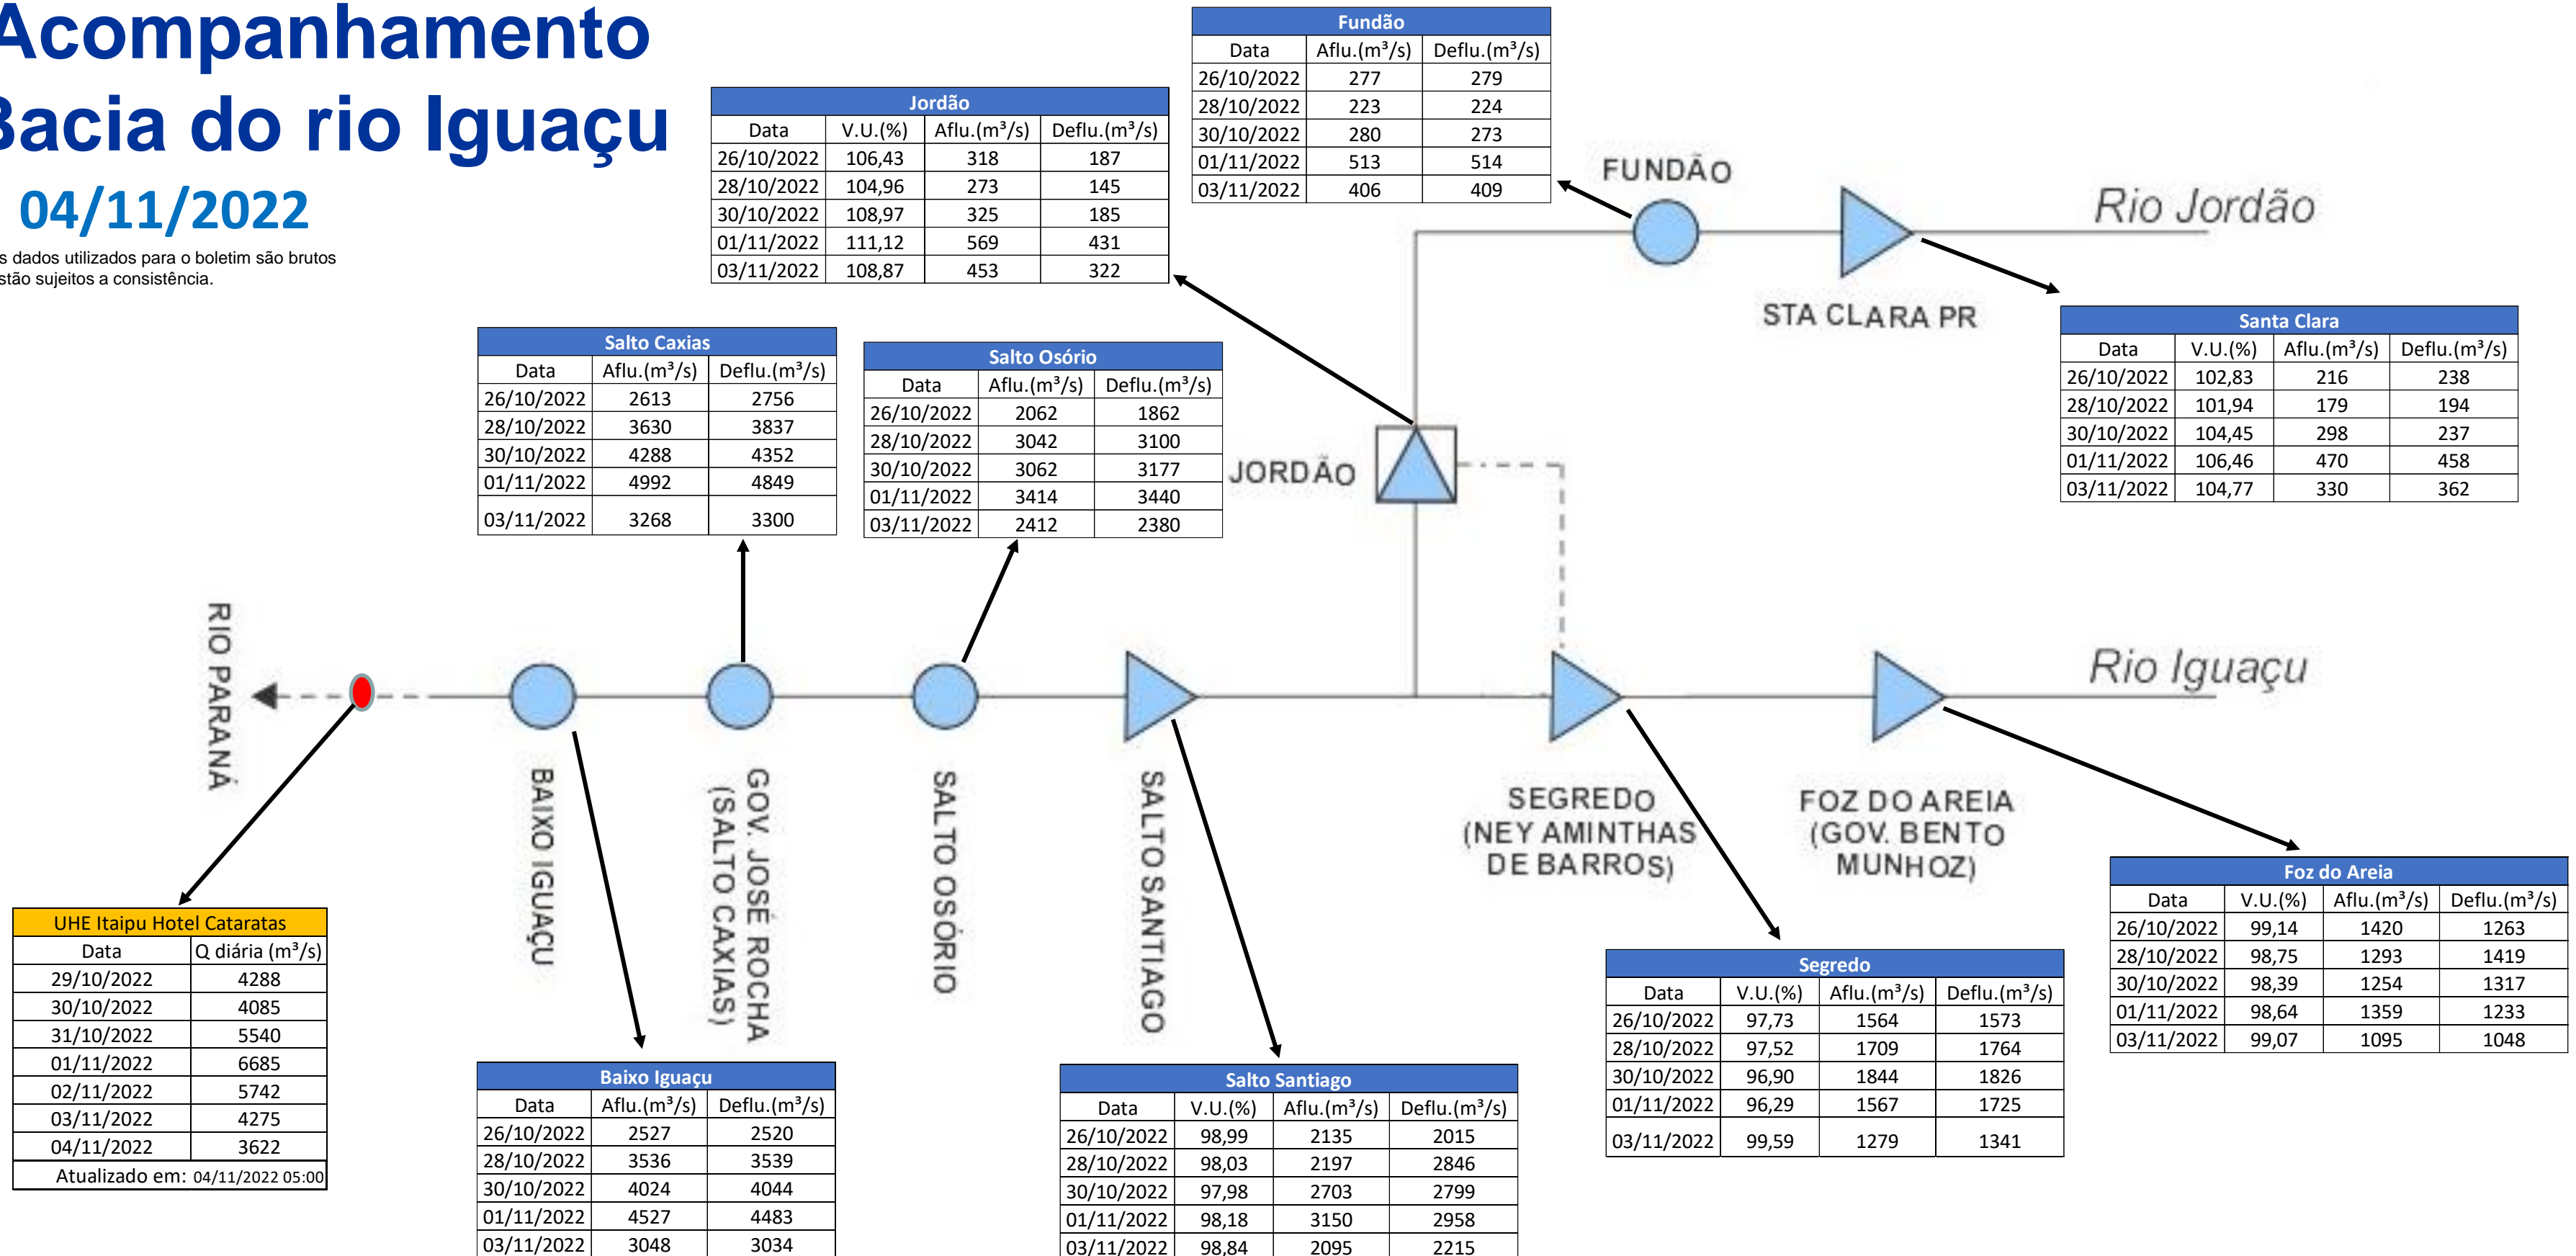 Acompanhamento
Bacia do rio Iguaçu
04/11/2022
s dados utilizados para o boletim são brutos
stão sujeitos a consistência.
Fundão
Data Aflu.(m³/s) Deflu.(m³/s)
26/10/2022 277 279
28/10/2022 223 224
30/10/2022 280 273
01/11/2022 513 514
03/11/2022 406 409
Jordão
Data V.U.(%) Aflu.(m³/s) Deflu.(m³/s)
26/10/2022 106,43 318 187
28/10/2022 104,96 273 145
30/10/2022 108,97 325 185
01/11/2022 111,12 569 431
03/11/2022 108,87 453 322
FUNDÃO
Rio Jordão
STA CLARA PR
Santa Clara
Data V.U.(%) Aflu.(m³/s) Deflu.(m³/s)
26/10/2022 102,83 216 238
28/10/2022 101,94 179 194
30/10/2022 104,45 298 237
01/11/2022 106,46 470 458
03/11/2022 104,77 330 362
Salto Caxias
Data Aflu.(m³/s) Deflu.(m³/s)
26/10/2022 2613 2756
28/10/2022 3630 3837
30/10/2022 4288 4352
01/11/2022 4992 4849
03/11/2022 3268 3300
Salto Osório
Data Aflu.(m³/s) Deflu.(m³/s)
26/10/2022 2062 1862
28/10/2022 3042 3100
30/10/2022 3062 3177
01/11/2022 3414 3440
03/11/2022 2412 2380
JORDÃO
RIO PARANÁ
Rio Iguaçu
BAIXO IGUAÇU
GOV. JOSÉ ROCHA
(SALTO CAXIAS)
SALTO OSÓRIO
SALTO SANTIAGO
SEGREDO
(NEY AMINTHAS
DE BARROS)
FOZ DO AREIA
(GOV. BENTO
MUNHOZ)
UHE Itaipu Hotel Cataratas
Data Q diária (m³/s)
29/10/2022 4288
30/10/2022 4085
31/10/2022 5540
01/11/2022 6685
02/11/2022 5742
03/11/2022 4275
04/11/2022 3622
Atualizado em: 04/11/2022 05:00
Baixo Iguaçu
Data Aflu.(m³/s) Deflu.(m³/s)
26/10/2022 2527 2520
28/10/2022 3536 3539
30/10/2022 4024 4044
01/11/2022 4527 4483
03/11/2022 3048 3034
Salto Santiago
Data V.U.(%) Aflu.(m³/s) Deflu.(m³/s)
26/10/2022 98,99 2135 2015
28/10/2022 98,03 2197 2846
30/10/2022 97,98 2703 2799
01/11/2022 98,18 3150 2958
03/11/2022 98,84 2095 2215
Segredo
Data V.U.(%) Aflu.(m³/s) Deflu.(m³/s)
26/10/2022 97,73 1564 1573
28/10/2022 97,52 1709 1764
30/10/2022 96,90 1844 1826
01/11/2022 96,29 1567 1725
03/11/2022 99,59 1279 1341
Foz do Areia
Data V.U.(%) Aflu.(m³/s) Deflu.(m³/s)
26/10/2022 99,14 1420 1263
28/10/2022 98,75 1293 1419
30/10/2022 98,39 1254 1317
01/11/2022 98,64 1359 1233
03/11/2022 99,07 1095 1048